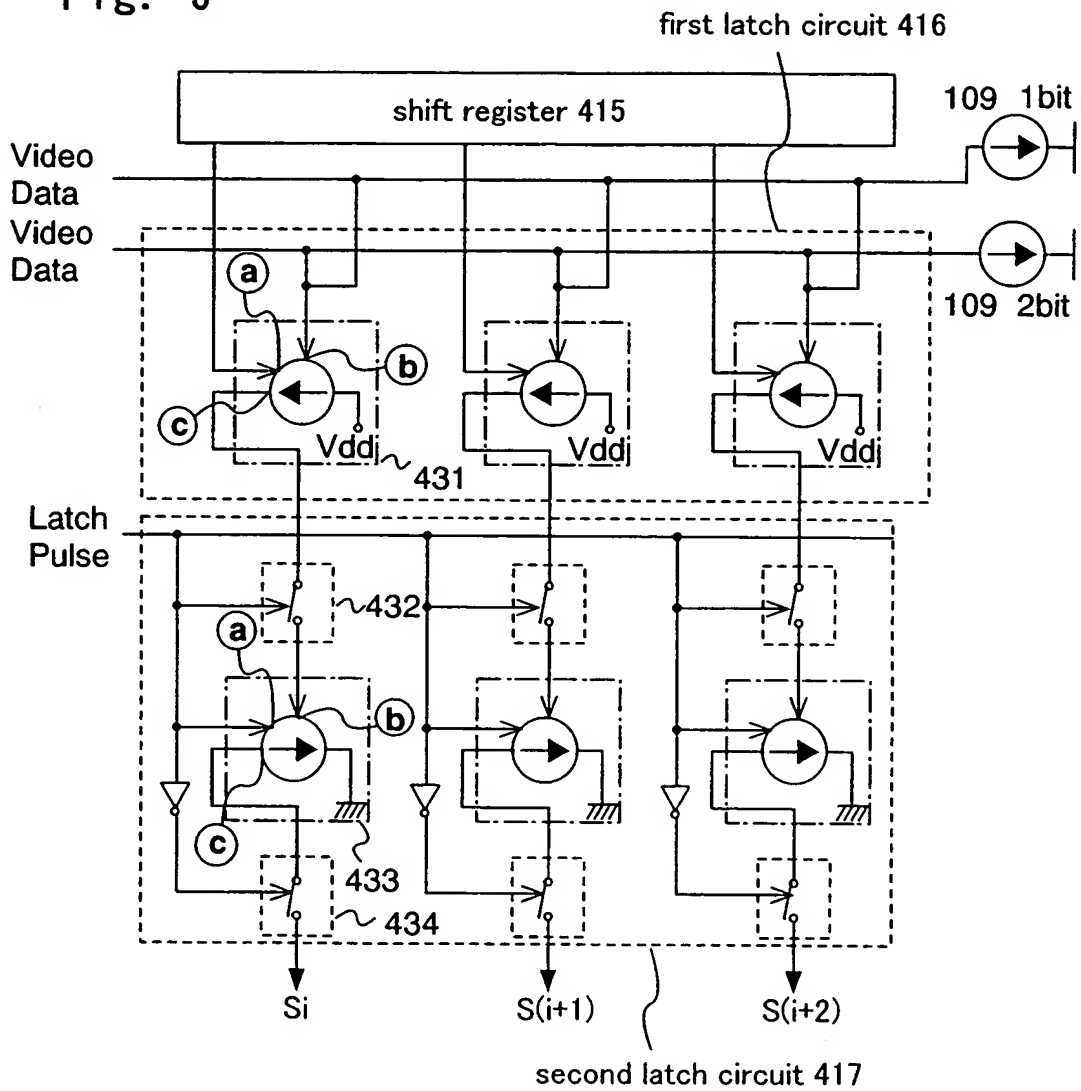 Fig.
first latch circuit 416
shift register 415
109 1bit
Video
Data
Video
Data
109 2bit
a
b
c
Vdd
Vdd
Vdd
431
Latch
Pulse
432
a
b
c
433
434
Si
S(i+1)
S(i+2)
second latch circuit 417